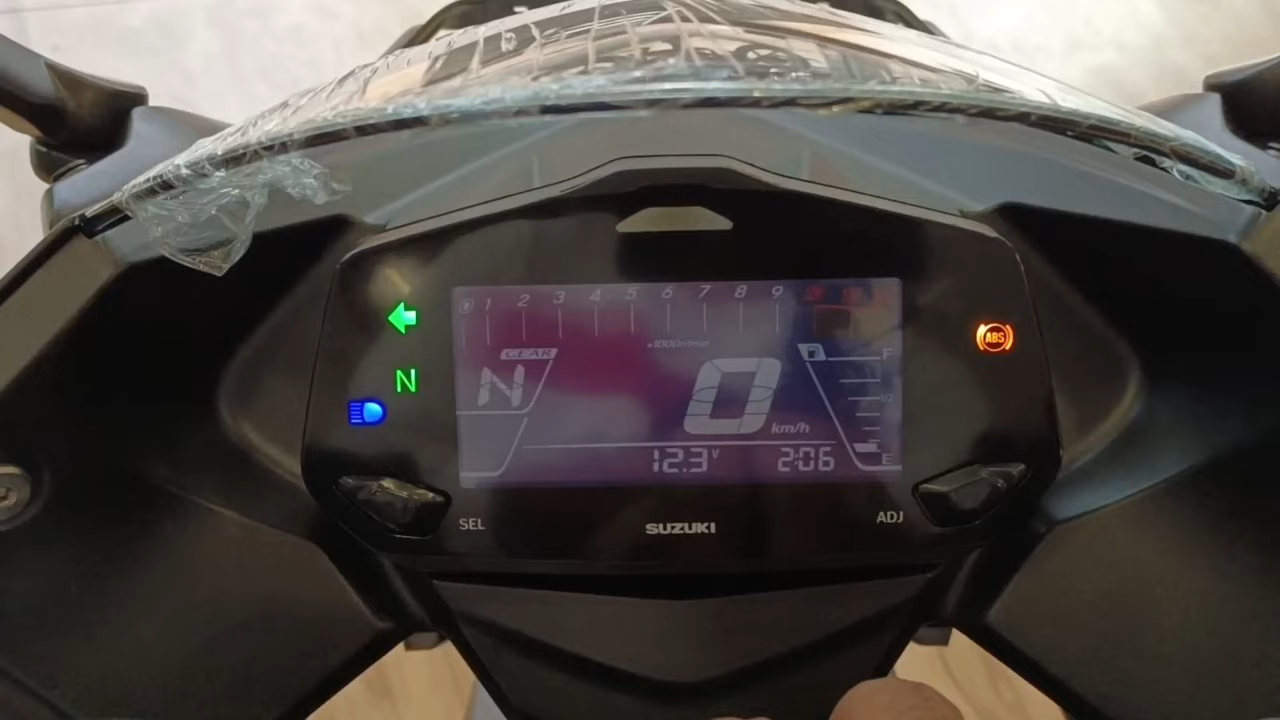 1 2 3 4 5 6 7 8 9
x1000r/min
GEAR
N
N
0
km/h
F
1/2
E
12.3V
2:06
ABS
SEL
SUZUKI
ADJ